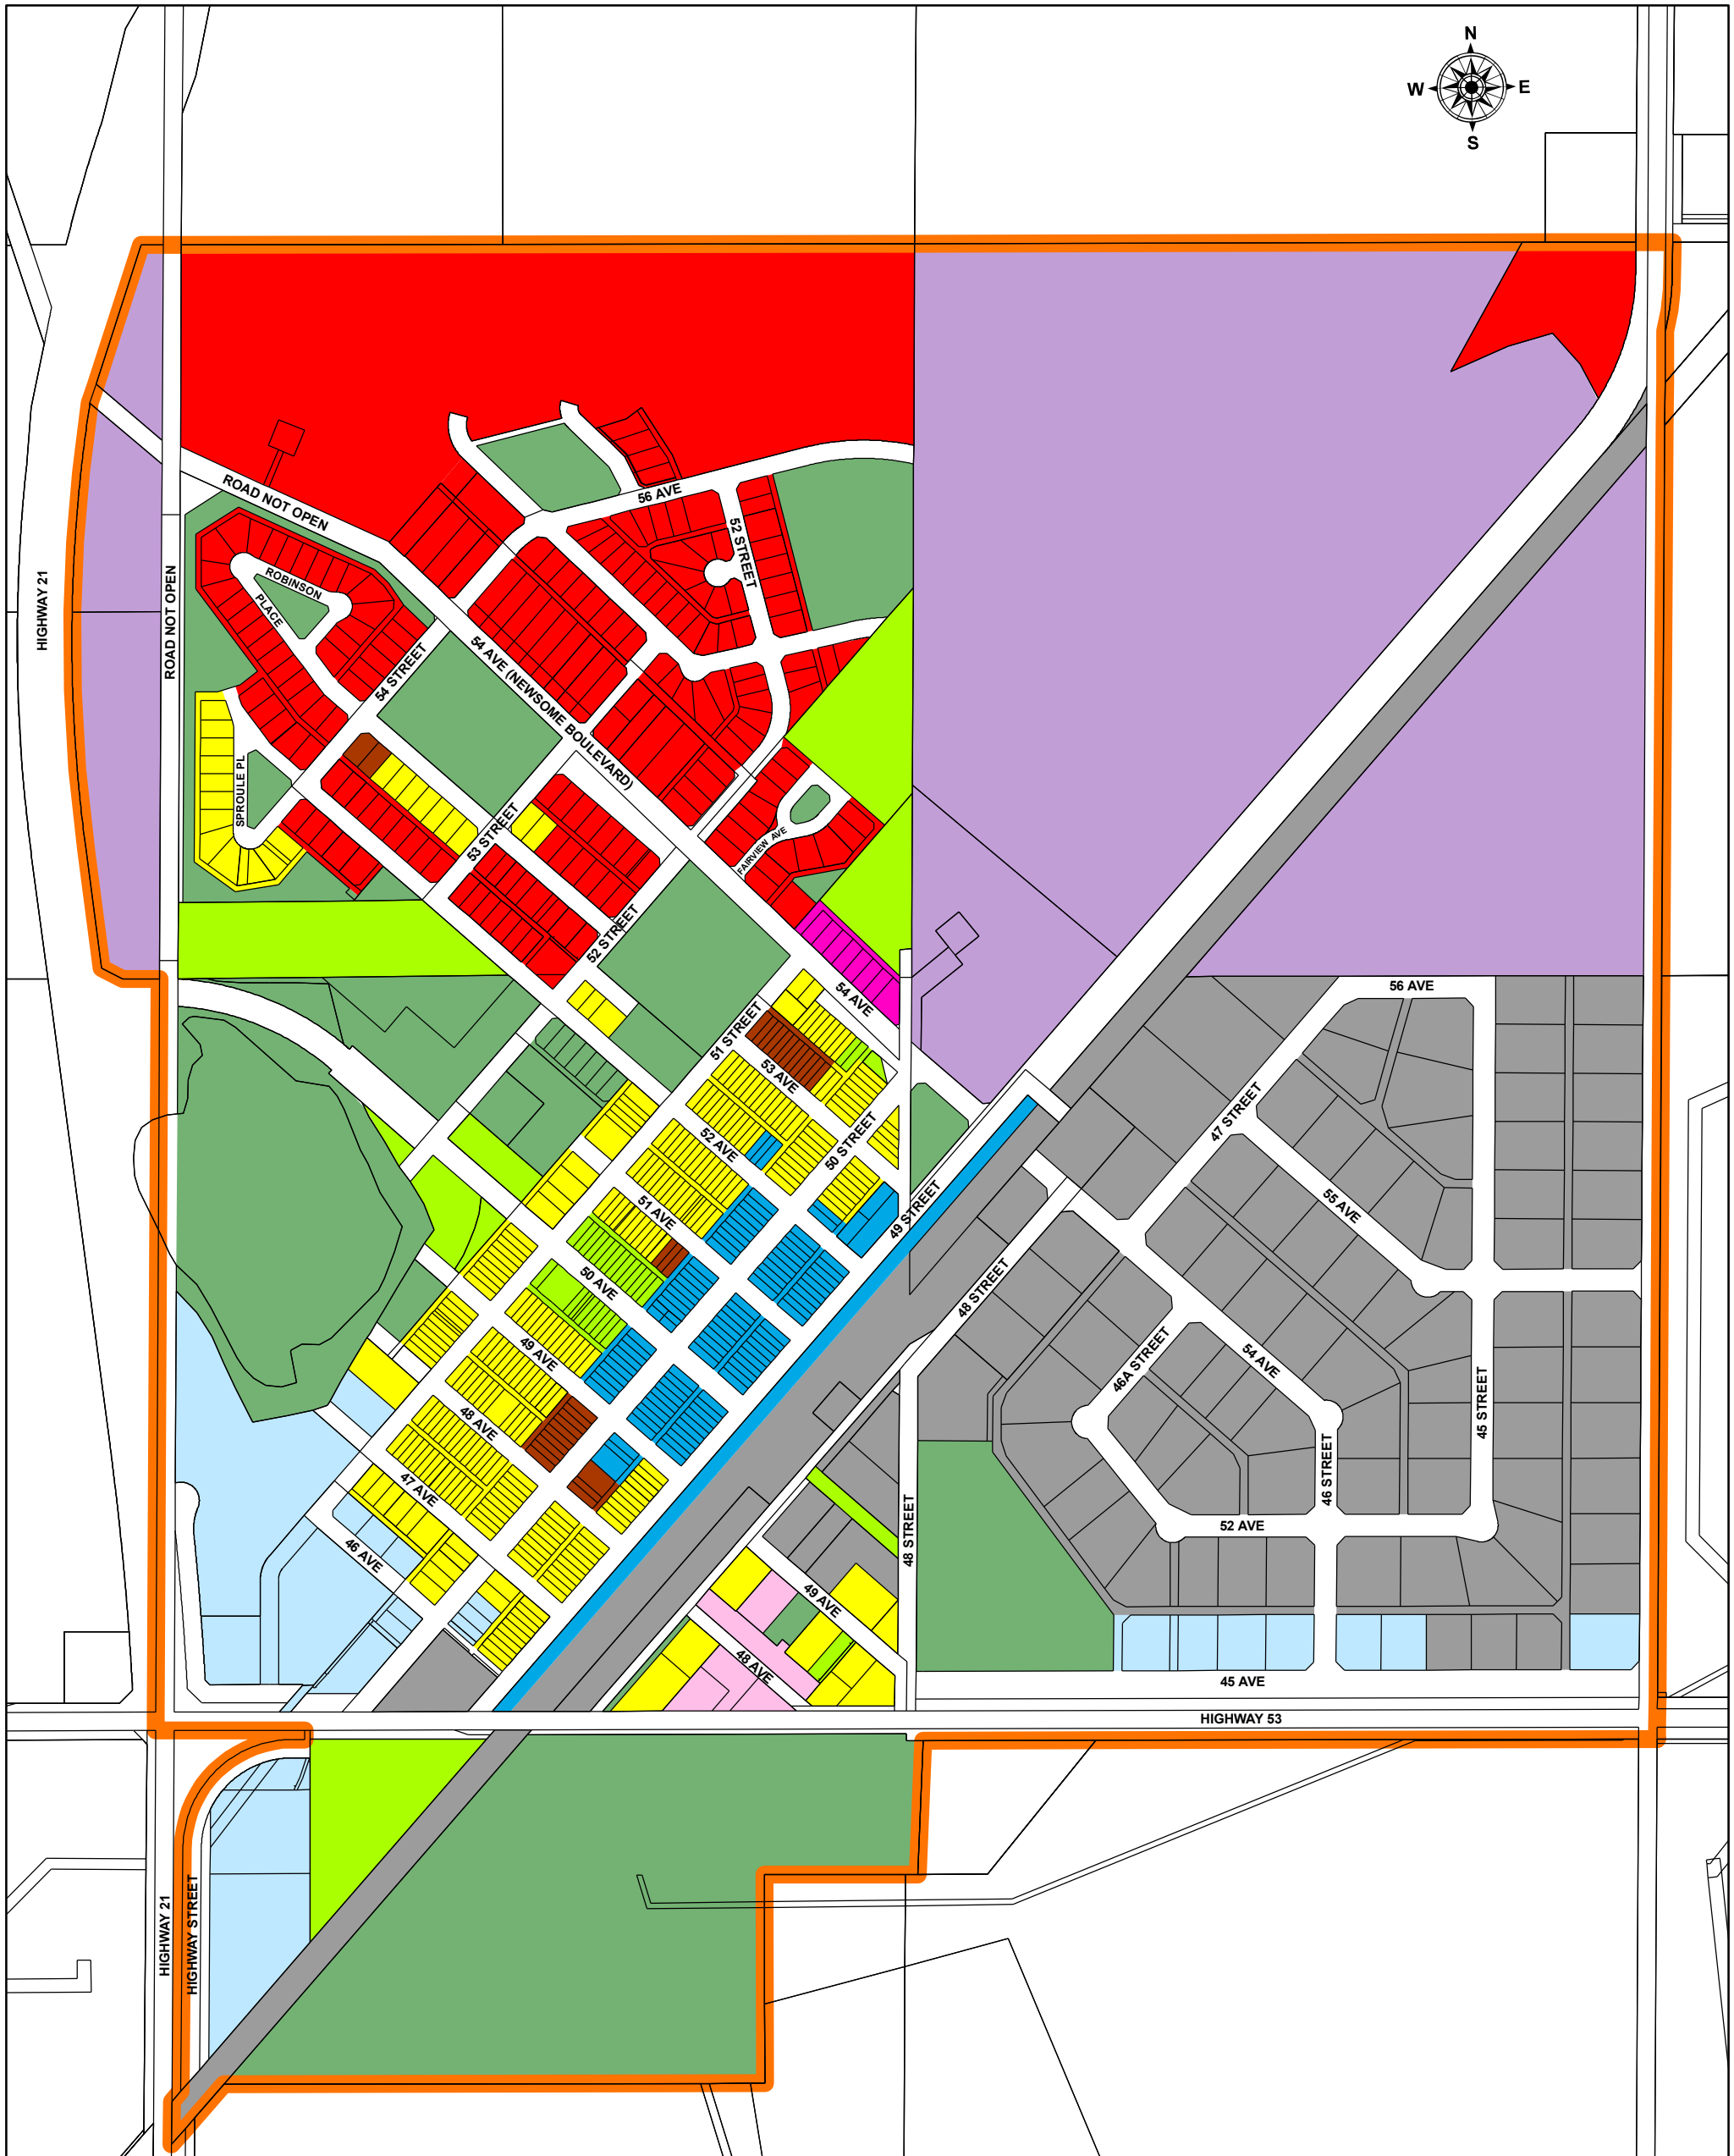 N
W
E
S
HIGHWAY 21
ROAD NOT OPEN
ROAD NOT OPEN
56 AVE
52 STREET
ROBINSON
PLACE
54 STREET
54 AVE (NEWSOME BOULEVARD)
SPROULE PL
53 STREET
FAIRVIEW AVE
52 STREET
54 AVE
51 STREET
53 AVE
52 AVE
50 STREET
51 AVE
49 STREET
50 AVE
49 AVE
48 AVE
47 AVE
46 AVE
56 AVE
47 STREET
55 AVE
48 STREET
46A STREET
54 AVE
45 STREET
46 STREET
52 AVE
48 STREET
49 AVE
48 AVE
45 AVE
HIGHWAY 53
HIGHWAY 21
HIGHWAY STREET